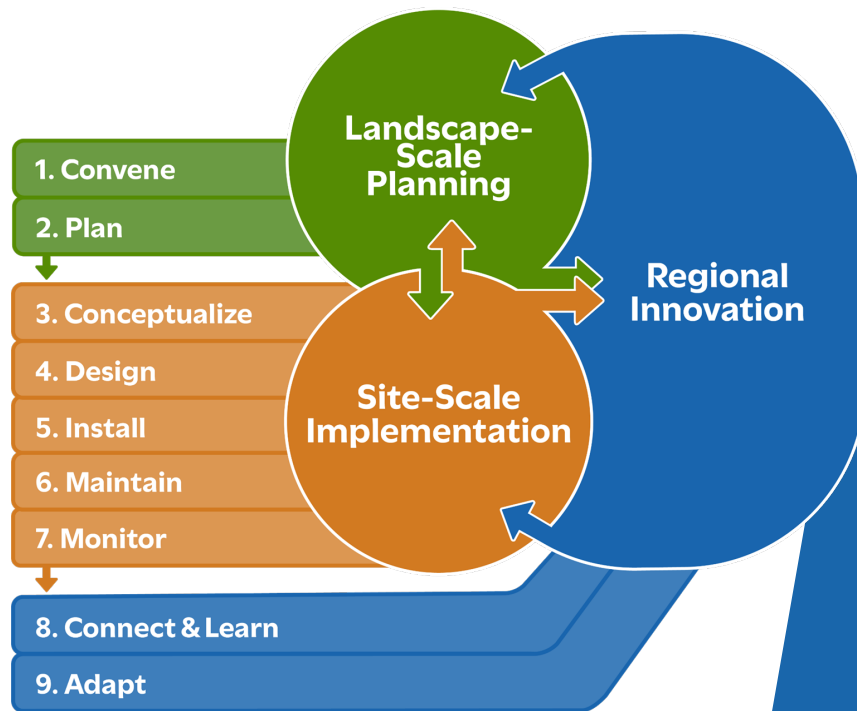 Landscape-
Scale
Planning
1. Convene
2. Plan
3. Conceptualize
4. Design
5. Install
6. Maintain
7. Monitor
8. Connect & Learn
9. Adapt
Site-Scale
Implementation
Regional
Innovation